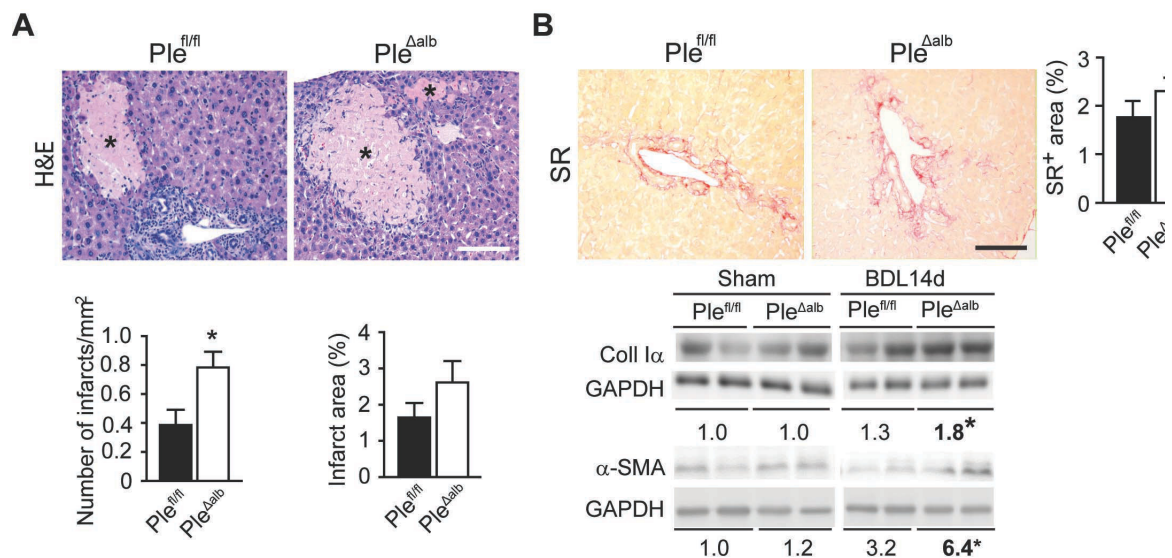 A
Ple fl/fl
Ple Δalb
H&E
*
*
*
Number of infarcts/mm2
1.0
0.8
0.6
0.4
0.2
0
*
Ple fl/fl
Ple Δalb
Infarct area (%)
4
3
2
1
0
Ple fl/fl
Ple Δalb
B
Ple fl/fl
Ple Δalb
SR
SR+ area (%)
3
2
1
0
Ple fl/fl
Ple Δ
Sham
BDL14d
Ple fl/fl
Ple Δalb
Ple fl/fl
Ple Δalb
Coll Iα
GAPDH
1.0 1.0 1.3 1.8*
α-SMA
GAPDH
1.0 1.2 3.2 6.4*